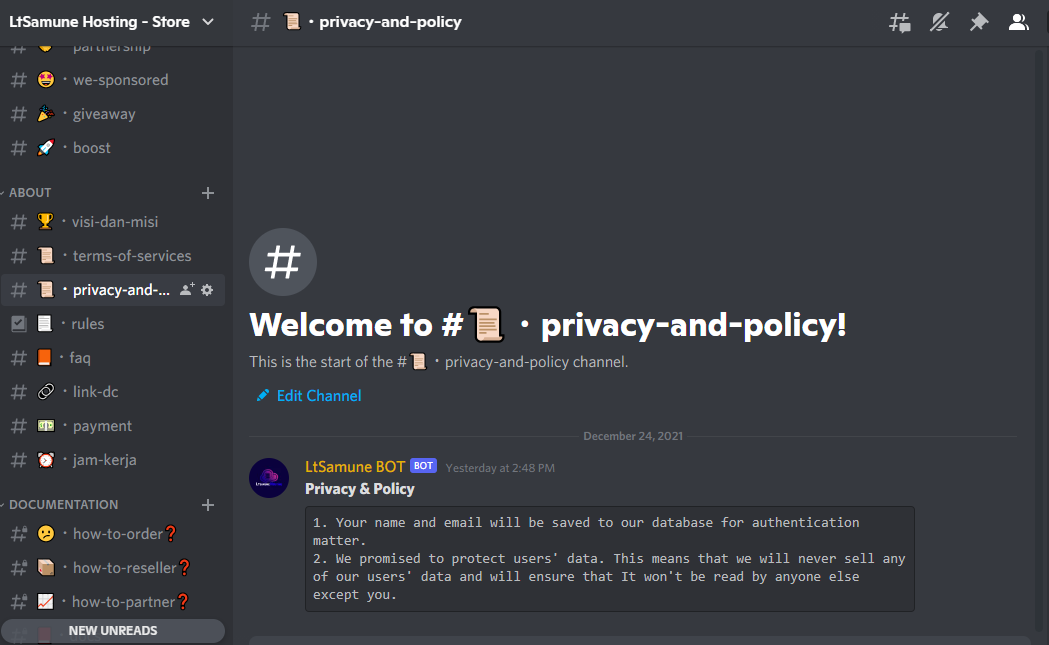 LtSamune Hosting - Store
partnership
· we-sponsored
· giveaway
· boost
ABOUT
· visi-dan-misi
· terms-of-services
· privacy-and-...
· rules
· faq
· link-dc
· payment
· jam-kerja
DOCUMENTATION
· how-to-order❓
· how-to-reseller❓
· how-to-partner❓
NEW UNREADS
# 📜 · privacy-and-policy
#
Welcome to #📜 · privacy-and-policy!
This is the start of the #📜 · privacy-and-policy channel.
Edit Channel
December 24, 2021
LtSamune BOT BOT Yesterday at 2:48 PM
Privacy & Policy
1. Your name and email will be saved to our database for authentication
matter.
2. We promised to protect users' data. This means that we will never sell any
of our users' data and will ensure that It won't be read by anyone else
except you.